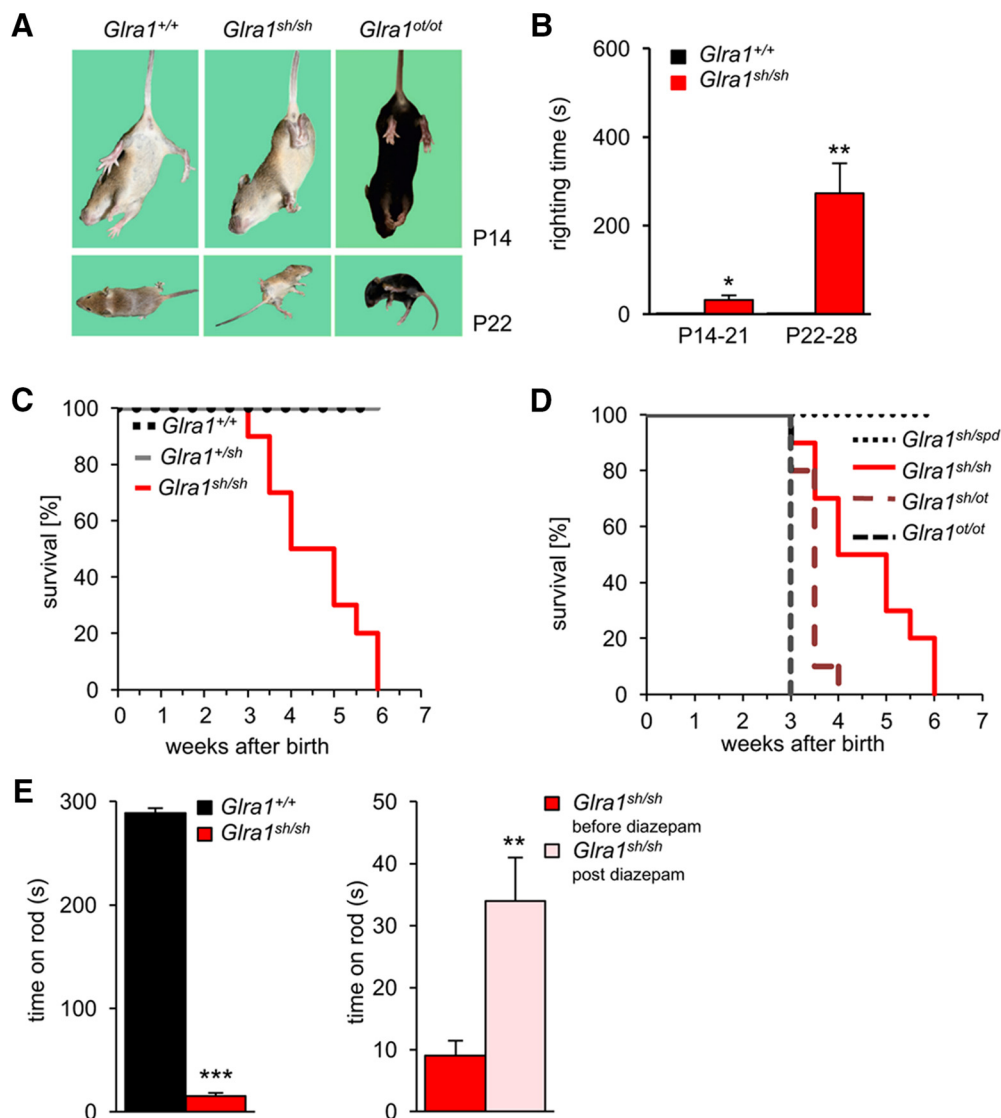 A
Glra1+/+
Glra1sh/sh
Glra1ot/ot
P14
P22
B
righting time (s)
600
400
200
0
Glra1+/+
Glra1sh/sh
*
**
P14-21
P22-28
C
survival [%]
100
80
60
40
20
0
Glra1+/+
Glra1+/sh
Glra1sh/sh
0 1 2 3 4 5 6 7
weeks after birth
D
survival [%]
100
80
60
40
20
0
Glra1sh/spd
Glra1sh/sh
Glra1sh/ot
Glra1ot/ot
0 1 2 3 4 5 6 7
weeks after birth
E
time on rod (s)
300
200
100
0
Glra1+/+
Glra1sh/sh
***
time on rod (s)
50
40
30
20
10
0
**
Glra1sh/sh
before diazepam
Glra1sh/sh
post diazepam